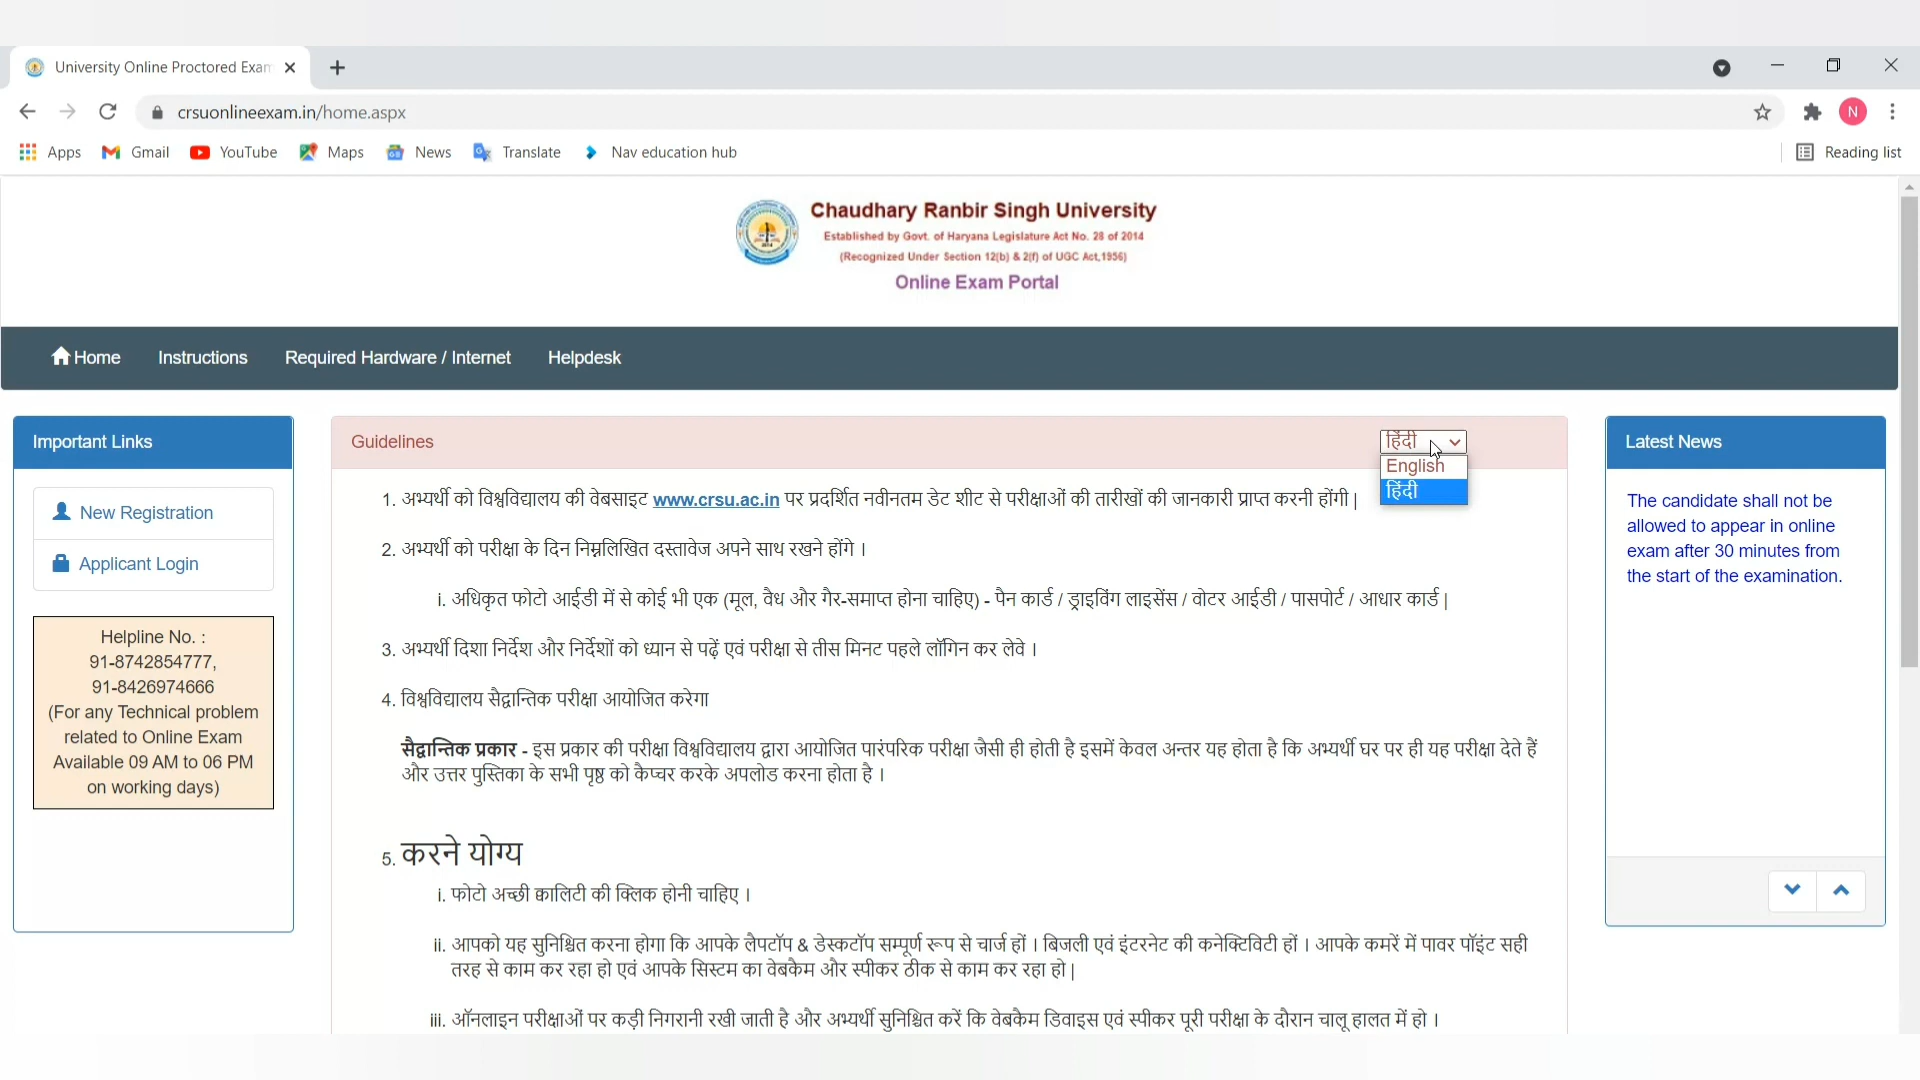 University Online Proctored Exam
crsuonlineexam.in/home.aspx
N
Apps
Gmail
YouTube
Maps
News
Translate
Nav education hub
Reading list
Chaudhary Ranbir Singh University
Established by Govt. of Haryana Legislature Act No. 28 of 2014
(Recognized Under Section 12(b) & 2(f) of UGC Act,1956)
Online Exam Portal
Home
Instructions
Required Hardware / Internet
Helpdesk
Important Links
New Registration
Applicant Login
Helpline No. :
91-8742854777,
91-8426974666
(For any Technical problem
related to Online Exam
Available 09 AM to 06 PM
on working days)
Guidelines
हिंदी
English
हिंदी
1. अभ्यर्थी को विश्वविद्यालय की वेबसाइट www.crsu.ac.in पर प्रदर्शित नवीनतम डेट शीट से परीक्षाओं की तारीखों की जानकारी प्राप्त करनी होंगी |
2. अभ्यर्थी को परीक्षा के दिन निम्नलिखित दस्तावेज अपने साथ रखने होंगे ।
i. अधिकृत फोटो आईडी में से कोई भी एक (मूल, वैध और गैर-समाप्त होना चाहिए) - पैन कार्ड / ड्राइविंग लाइसेंस / वोटर आईडी / पासपोर्ट / आधार कार्ड |
3. अभ्यर्थी दिशा निर्देश और निर्देशों को ध्यान से पढ़ें एवं परीक्षा से तीस मिनट पहले लॉगिन कर लेवे ।
4. विश्वविद्यालय सैद्वान्तिक परीक्षा आयोजित करेगा
सैद्वान्तिक प्रकार - इस प्रकार की परीक्षा विश्वविद्यालय द्वारा आयोजित पारंपरिक परीक्षा जैसी ही होती है इसमें केवल अन्तर यह होता है कि अभ्यर्थी घर पर ही यह परीक्षा देते हैं
और उत्तर पुस्तिका के सभी पृष्ठ को कैप्चर करके अपलोड करना होता है ।
5. करने योग्य
i. फोटो अच्छी क्वालिटी की क्लिक होनी चाहिए ।
ii. आपको यह सुनिश्चित करना होगा कि आपके लैपटॉप & डेस्कटॉप सम्पूर्ण रूप से चार्ज हों । बिजली एवं इंटरनेट की कनेक्टिविटी हों । आपके कमरें में पावर पॉइंट सही
तरह से काम कर रहा हो एवं आपके सिस्टम का वेबकैम और स्पीकर ठीक से काम कर रहा हो |
iii. ऑनलाइन परीक्षाओं पर कड़ी निगरानी रखी जाती है और अभ्यर्थी सुनिश्चित करें कि वेबकैम डिवाइस एवं स्पीकर पूरी परीक्षा के दौरान चालू हालत में हो ।
Latest News
The candidate shall not be
allowed to appear in online
exam after 30 minutes from
the start of the examination.